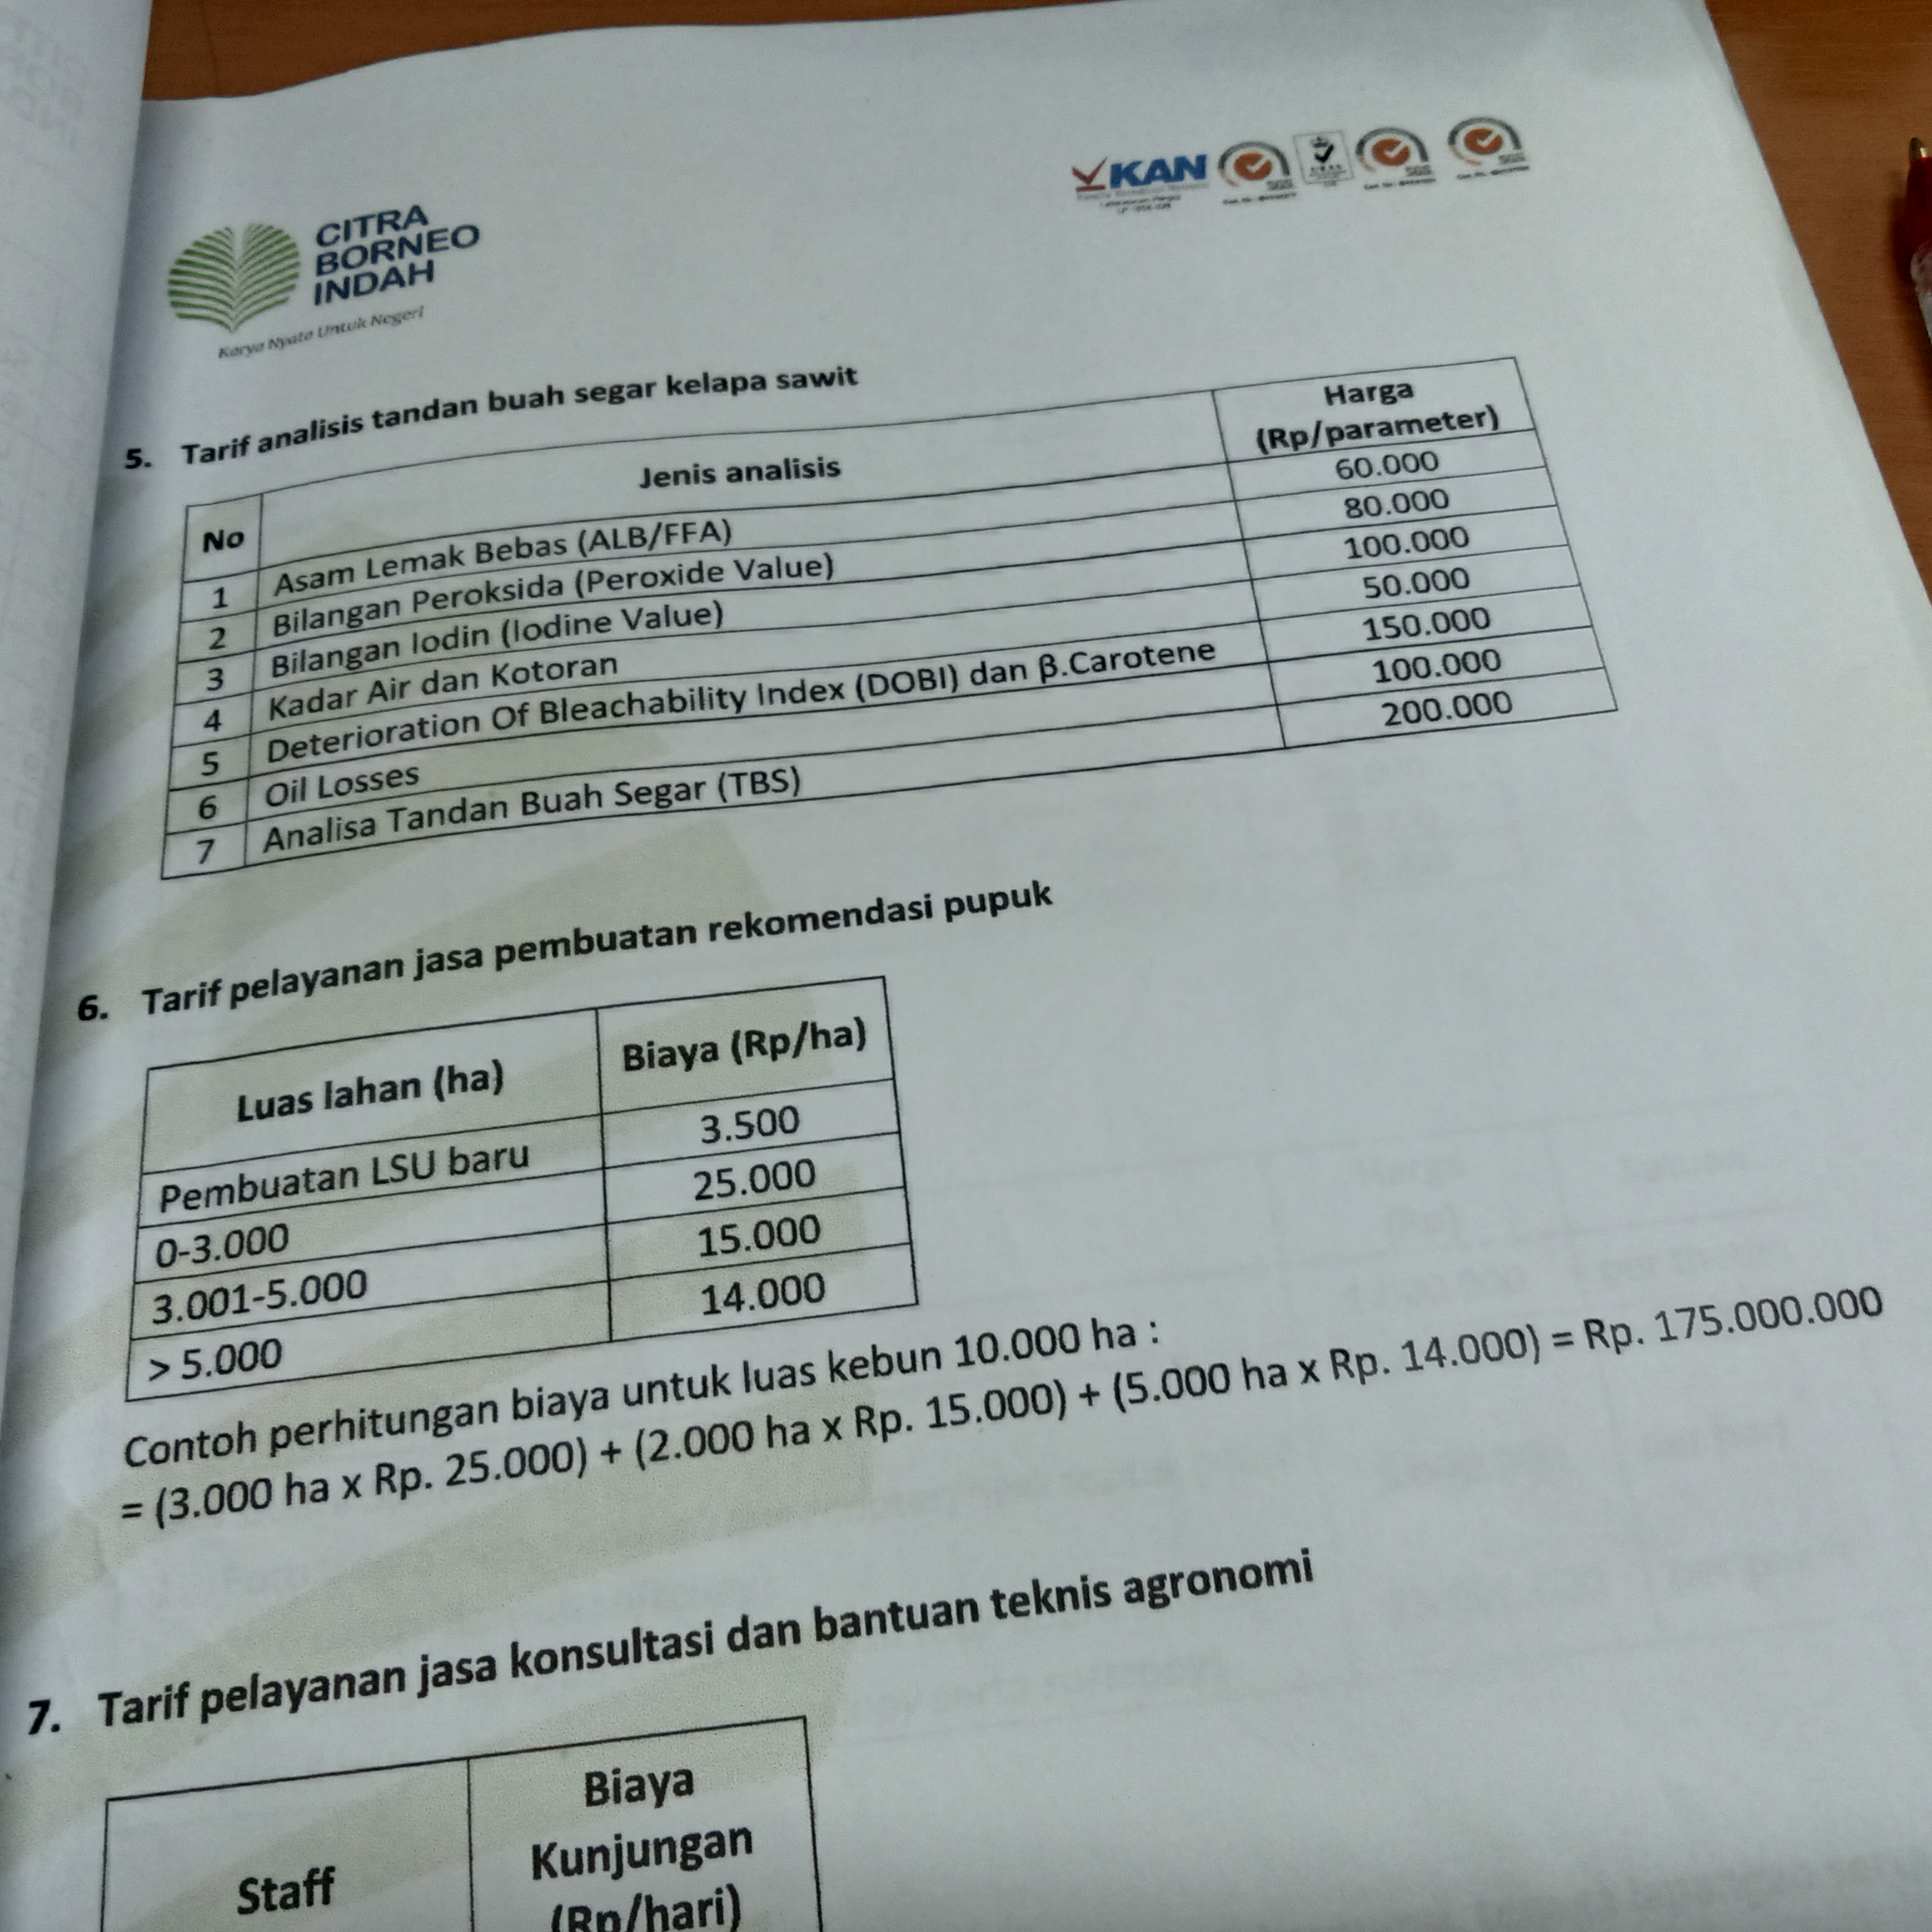 CITRA
BORNEO
INDAH
Karya Nyata Untuk Negeri
KAN
SGS
SGS
SGS
5. Tarif analisis tandan buah segar kelapa sawit
No Jenis analisis Harga (Rp/parameter)
1 Asam Lemak Bebas (ALB/FFA) 60.000
2 Bilangan Peroksida (Peroxide Value) 80.000
3 Bilangan Iodin (Iodine Value) 100.000
4 Kadar Air dan Kotoran 50.000
5 Deterioration Of Bleachability Index (DOBI) dan β.Carotene 150.000
6 Oil Losses 100.000
7 Analisa Tandan Buah Segar (TBS) 200.000
6. Tarif pelayanan jasa pembuatan rekomendasi pupuk
Luas lahan (ha) Biaya (Rp/ha)
Pembuatan LSU baru 3.500
0-3.000 25.000
3.001-5.000 15.000
> 5.000 14.000
Contoh perhitungan biaya untuk luas kebun 10.000 ha :
= (3.000 ha x Rp. 25.000) + (2.000 ha x Rp. 15.000) + (5.000 ha x Rp. 14.000) = Rp. 175.000.000
7. Tarif pelayanan jasa konsultasi dan bantuan teknis agronomi
Staff Biaya
Kunjungan
(Rp/hari)